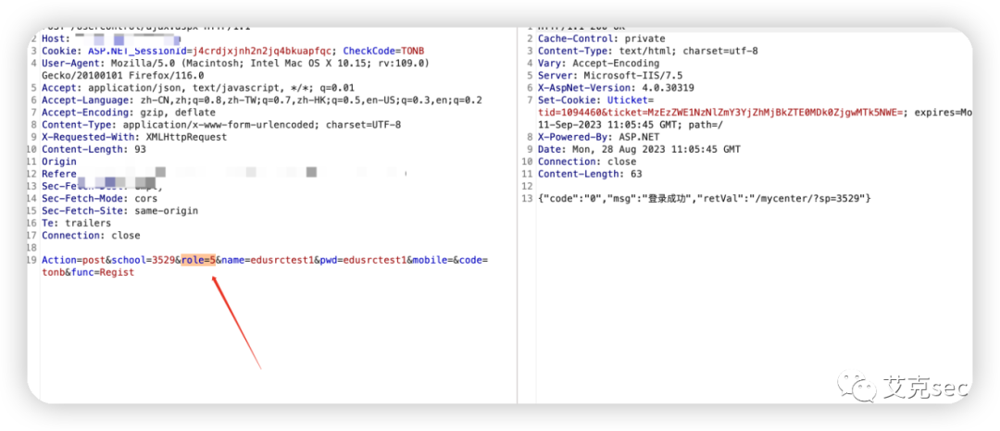 2 Host:
3 Cookie: ASP.NET_SessionId=j4crdjxjnh2n2jq4bkuapfqc; CheckCode=TONB
4 User-Agent: Mozilla/5.0 (Macintosh; Intel Mac OS X 10.15; rv:109.0)
Gecko/20100101 Firefox/116.0
5 Accept: application/json, text/javascript, */*; q=0.01
6 Accept-Language: zh-CN,zh;q=0.8,zh-TW;q=0.7,zh-HK;q=0.5,en-US;q=0.3,en;q=0.2
7 Accept-Encoding: gzip, deflate
8 Content-Type: application/x-www-form-urlencoded; charset=UTF-8
9 X-Requested-With: XMLHttpRequest
10 Content-Length: 93
11 Origin
12 Refere
13
14 Sec-Fetch-Mode: cors
15 Sec-Fetch-Site: same-origin
16 Te: trailers
17 Connection: close
18
19 Action=post&school=3529&role=5&name=edusrctest1&pwd=edusrctest1&mobile=&code=
tonb&func=Regist
HTTP/1.1 200 OK
2 Cache-Control: private
3 Content-Type: text/html; charset=utf-8
4 Vary: Accept-Encoding
5 Server: Microsoft-IIS/7.5
6 X-AspNet-Version: 4.0.30319
7 Set-Cookie: Uticket=
tid=1094460&ticket=MzEzZWE1NzNlZmY3YjZhMjBkZTE0MDk0ZjgwMTk5NWE=; expires=Mo
11-Sep-2023 11:05:45 GMT; path=/
8 X-Powered-By: ASP.NET
9 Date: Mon, 28 Aug 2023 11:05:45 GMT
10 Connection: close
11 Content-Length: 63
12
13 {"code":"0","msg":"登录成功","retVal":"/mycenter/?sp=3529"}
艾克sec